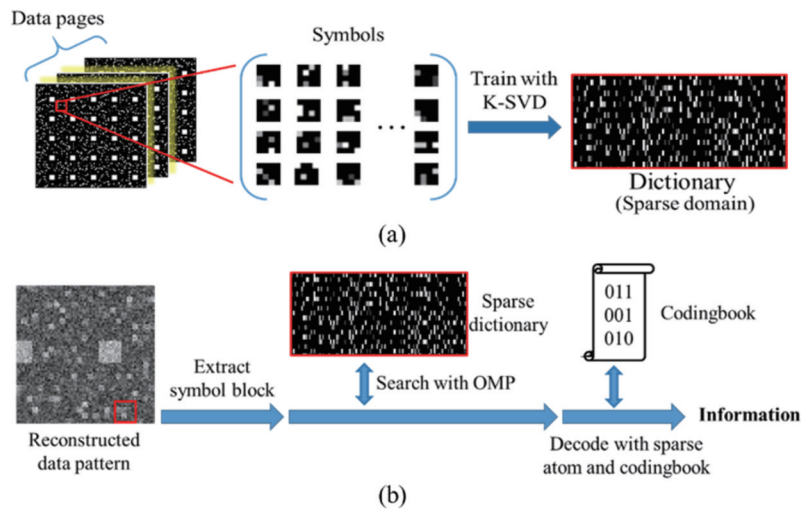 Data pages
Symbols
Train with
K-SVD
...
Dictionary
(Sparse domain)
(a)
Reconstructed
data pattern
Extract
symbol block
Sparse
dictionary
Search with OMP
011
001
010
Codingbook
Decode with sparse
atom and codingbook
Information
(b)